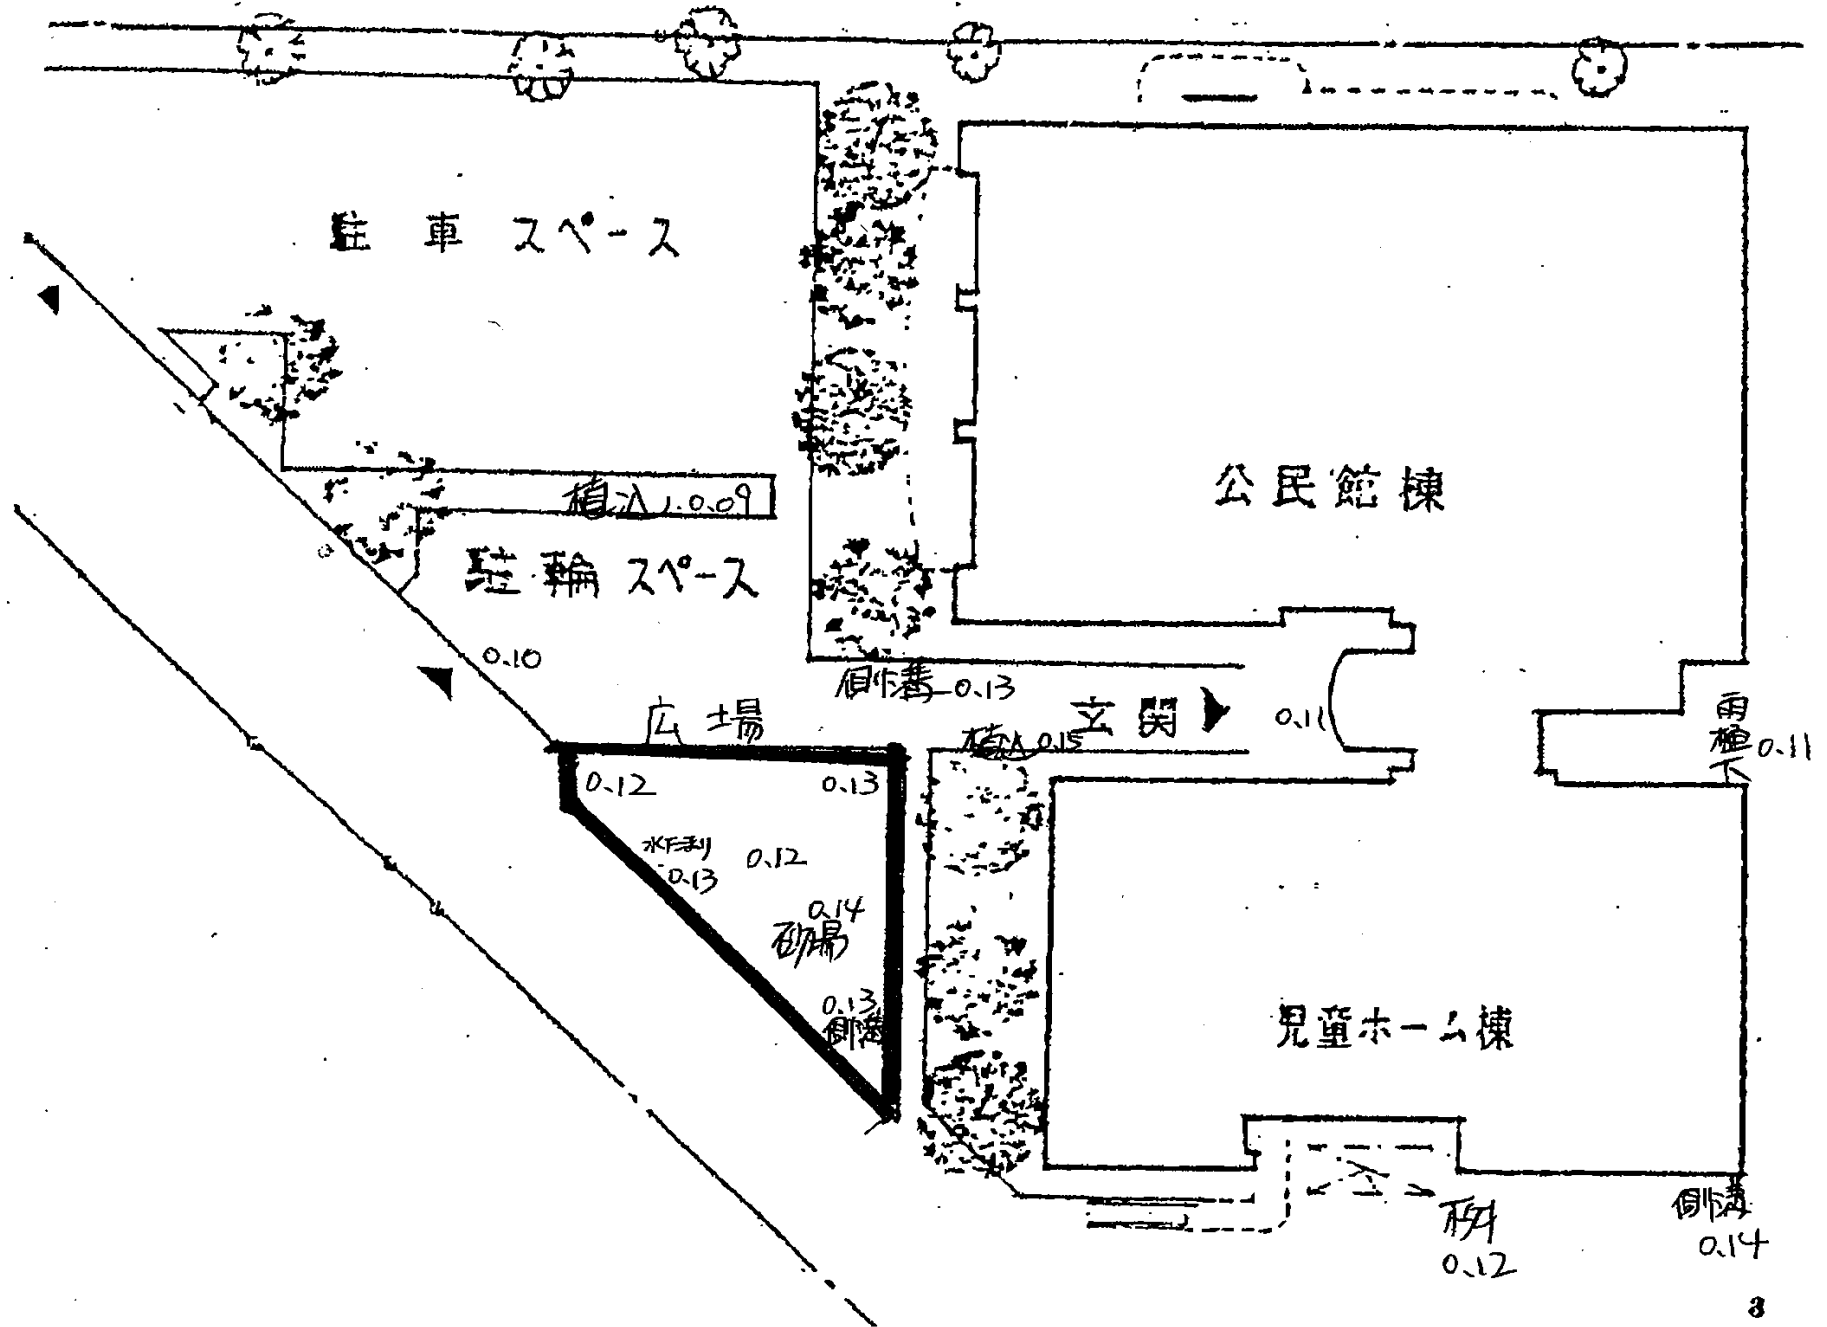 駐車スペース
植込 0.09
公民館棟
駐輪スペース
0.10
側溝 0.13
広場
玄関
0.11
雨樋下 0.11
植込 0.15
0.12
0.13
水たまり
0.13
0.12
0.14
砂場
0.13
側溝
児童ホーム棟
側溝
0.14
桝
0.12
3